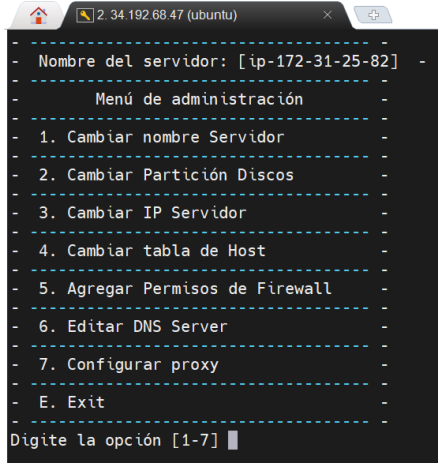 2. 34.192.68.47 (ubuntu)
- ---------------------------------- -
-  Nombre del servidor: [ip-172-31-25-82]  -
- ---------------------------------- -
-        Menú de administración        -
- ---------------------------------- -
-  1. Cambiar nombre Servidor          -
- ---------------------------------- -
-  2. Cambiar Partición Discos         -
- ---------------------------------- -
-  3. Cambiar IP Servidor              -
- ---------------------------------- -
-  4. Cambiar tabla de Host            -
- ---------------------------------- -
-  5. Agregar Permisos de Firewall     -
- ---------------------------------- -
-  6. Editar DNS Server                -
- ---------------------------------- -
-  7. Configurar proxy                 -
- ---------------------------------- -
-  E. Exit                             -
- ---------------------------------- -
Digite la opción [1-7]